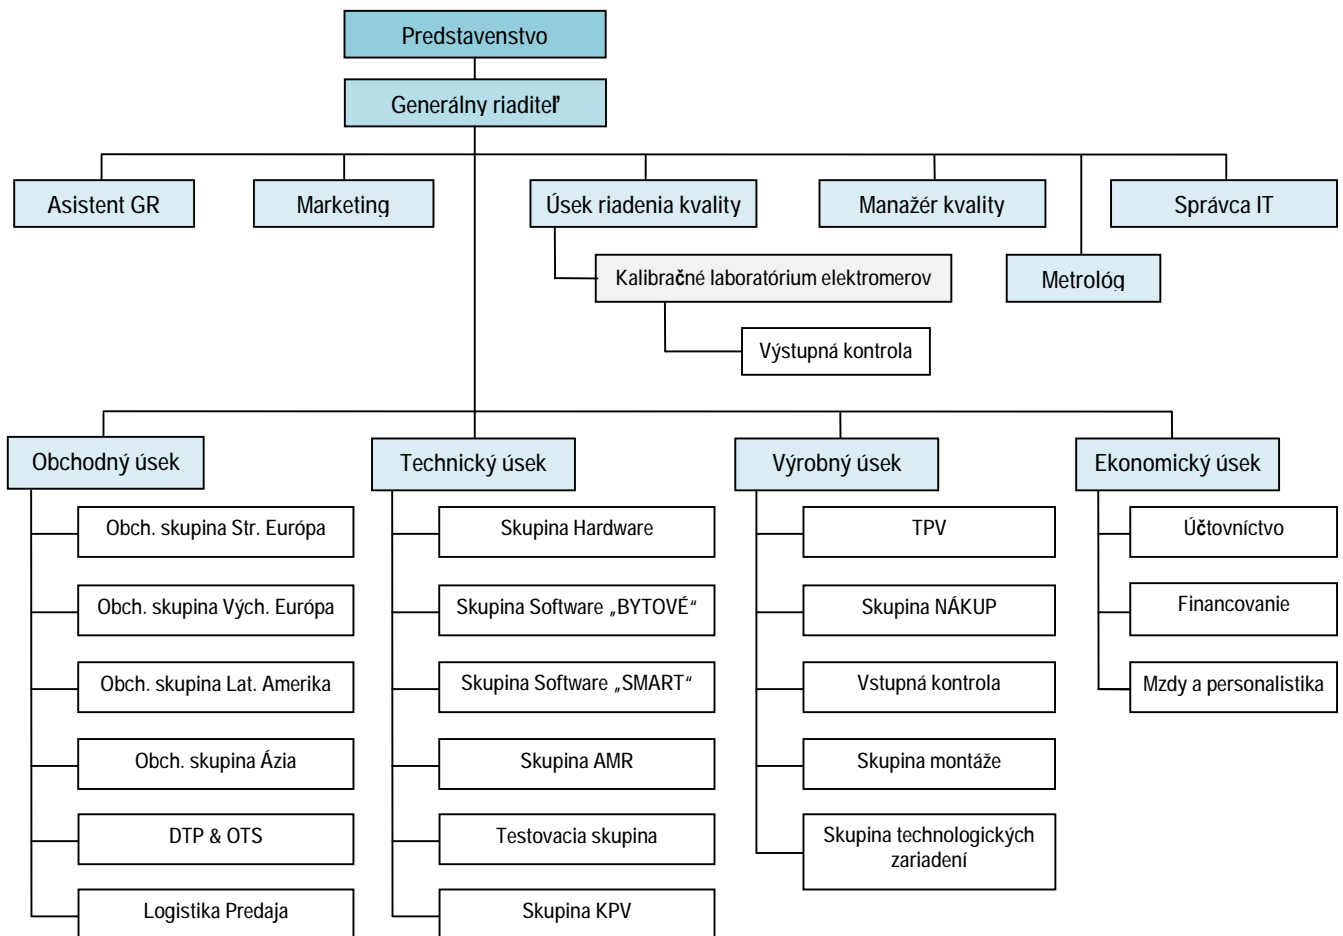 Predstavenstvo
Generálny riaditeľ
Asistent GR
Marketing
Úsek riadenia kvality
Manažér kvality
Správca IT
Kalibračné laboratórium elektromerov
Metrológ
Výstupná kontrola
Obchodný úsek
Technický úsek
Výrobný úsek
Ekonomický úsek
Obch. skupina Str. Európa
Skupina Hardware
TPV
Účtovníctvo
Obch. skupina Vých. Európa
Skupina Software „BYTOVÉ“
Skupina NÁKUP
Financovanie
Obch. skupina Lat. Amerika
Skupina Software „SMART“
Vstupná kontrola
Mzdy a personalistika
Obch. skupina Ázia
Skupina AMR
Skupina montáže
DTP & OTS
Testovacia skupina
Skupina technologických
zariadení
Logistika Predaja
Skupina KPV